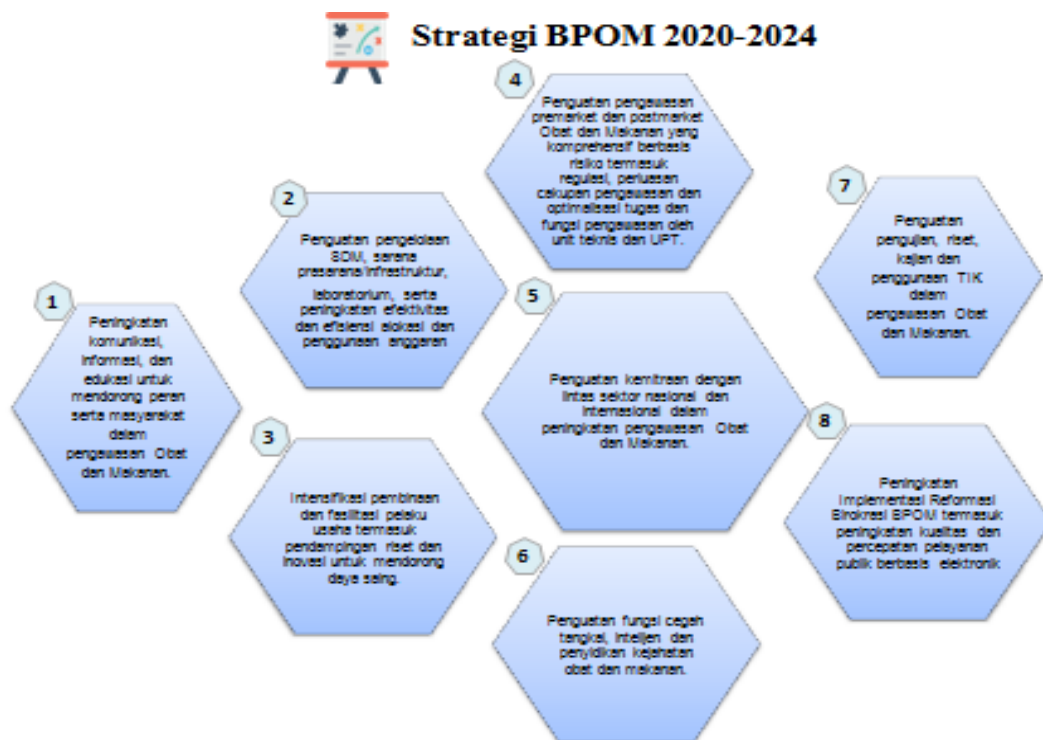 Strategi BPOM 2020-2024
1
Peningkatan
komunikasi,
informasi, dan
edukasi untuk
mendorong peran
serta masyarakat
dalam
pengawasan Obat
dan Makanan.
2
Penguatan pengelolaan
SDM, sarana
prasarana/infrastruktur,
laboratorium, serta
peningkatan efektivitas
dan efisiensi alokasi dan
penggunaan anggaran
3
Intensifikasi pembinaan
dan fasilitasi pelaku
usaha termasuk
pendampingan riset dan
inovasi untuk mendorong
daya saing.
4
Penguatan pengawasan
premarket dan postmarket
Obat dan Makanan yang
komprehensif berbasis
risiko termasuk
regulasi, perluasan
cakupan pengawasan dan
optimalisasi tugas dan
fungsi pengawasan oleh
unit teknis dan UPT.
5
Penguatan kemitraan dengan
lintas sektor nasional dan
internasional dalam
peningkatan pengawasan Obat
dan Makanan.
6
Penguatan fungsi cegah
tangkal, intelijen dan
penyidikan kejahatan
obat dan makanan.
7
Penguatan
pengujian, riset,
kajian dan
penggunaan TIK
dalam
pengawasan Obat
dan Makanan.
8
Peningkatan
Implementasi Reformasi
Birokrasi BPOM termasuk
peningkatan kualitas dan
percepatan pelayanan
publik berbasis elektronik